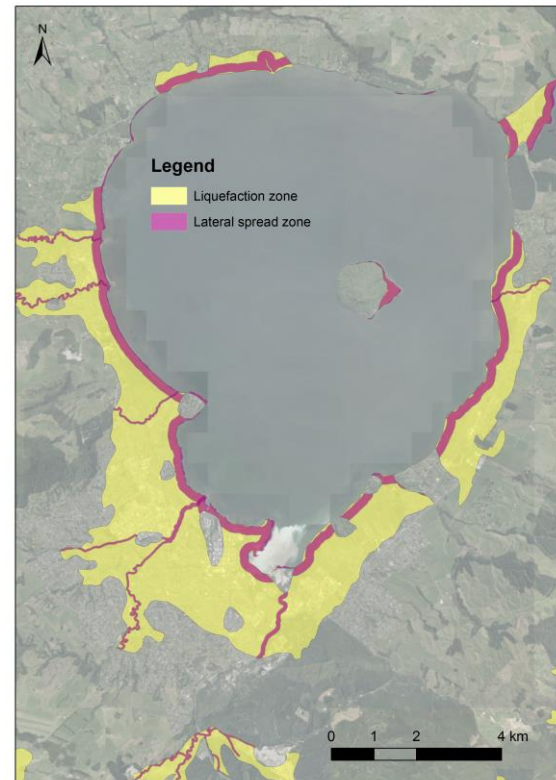 N
Legend
Liquefaction zone
Lateral spread zone
0 1 2 4 km